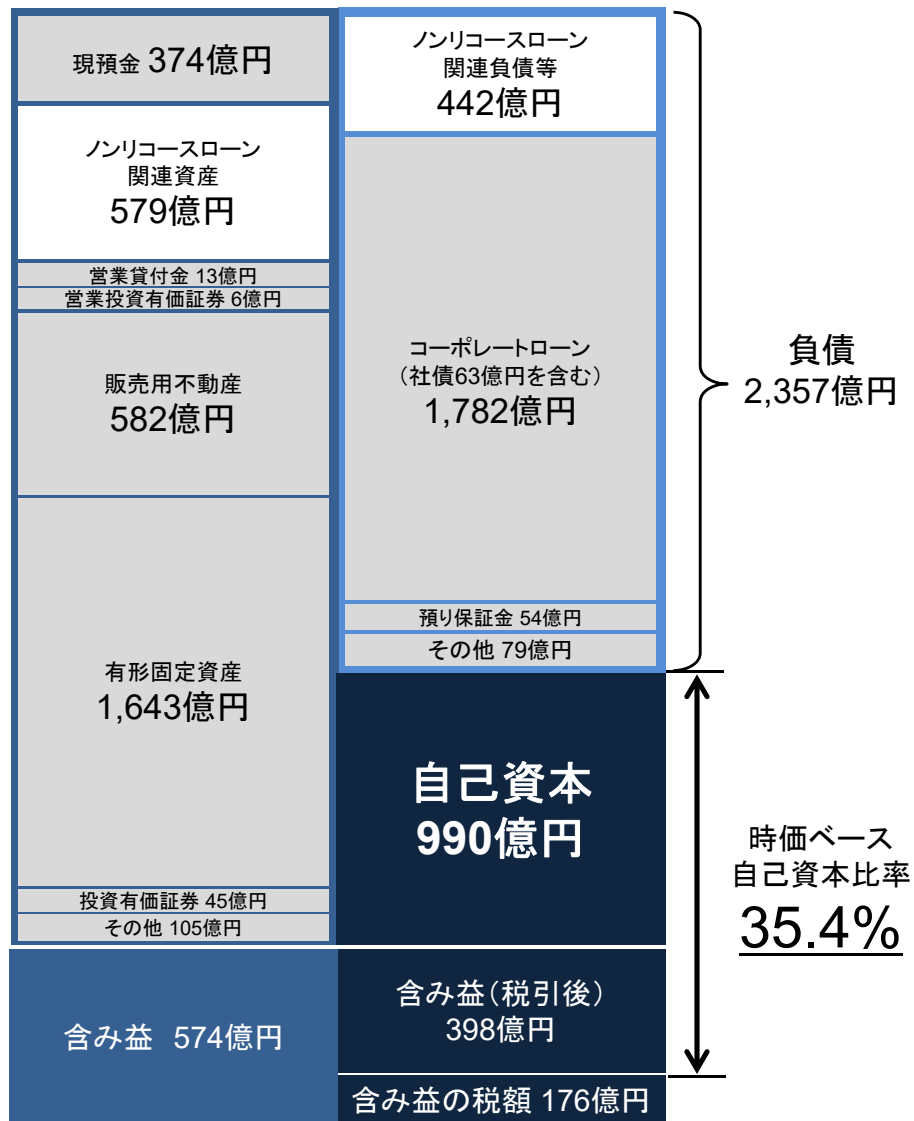 現預金 374億円
ノンリコースローン
関連資産
579億円
営業貸付金 13億円
営業投資有価証券 6億円
販売用不動産
582億円
有形固定資産
1,643億円
投資有価証券 45億円
その他 105億円
含み益 574億円
ノンリコースローン
関連負債等
442億円
コーポレートローン
（社債63億円を含む）
1,782億円
預り保証金 54億円
その他 79億円
自己資本
990億円
含み益（税引後）
398億円
含み益の税額 176億円
負債
2,357億円
時価ベース
自己資本比率
35.4%